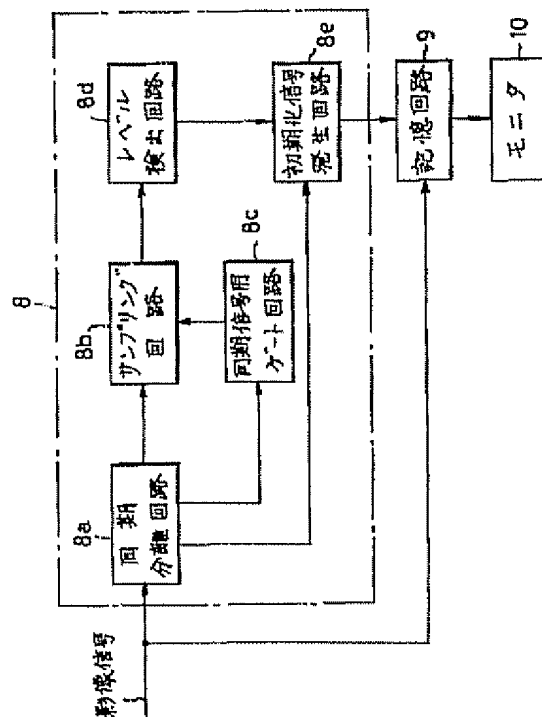 8
8a
同期
分離回路
8b
サンプリング
回路
8d
レベル
検出回路
8c
同期信号用
ゲート回路
8e
初期化信号
発生回路
影像信号
9
記憶回路
10
モニタ